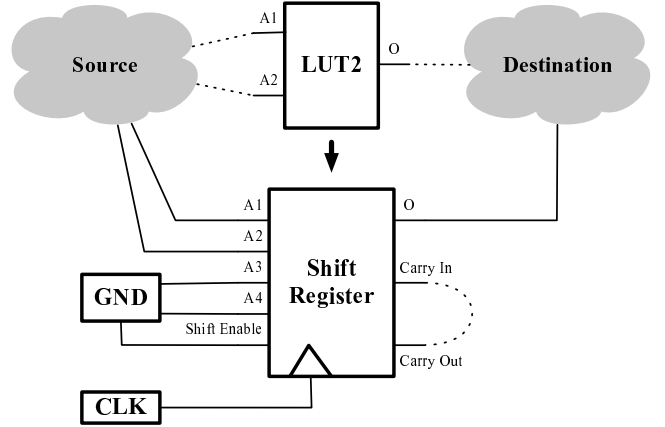 A1
Source
LUT2
O
Destination
A2
A1
O
A2
A3
Shift
Register
Carry In
GND
A4
Shift Enable
Carry Out
CLK